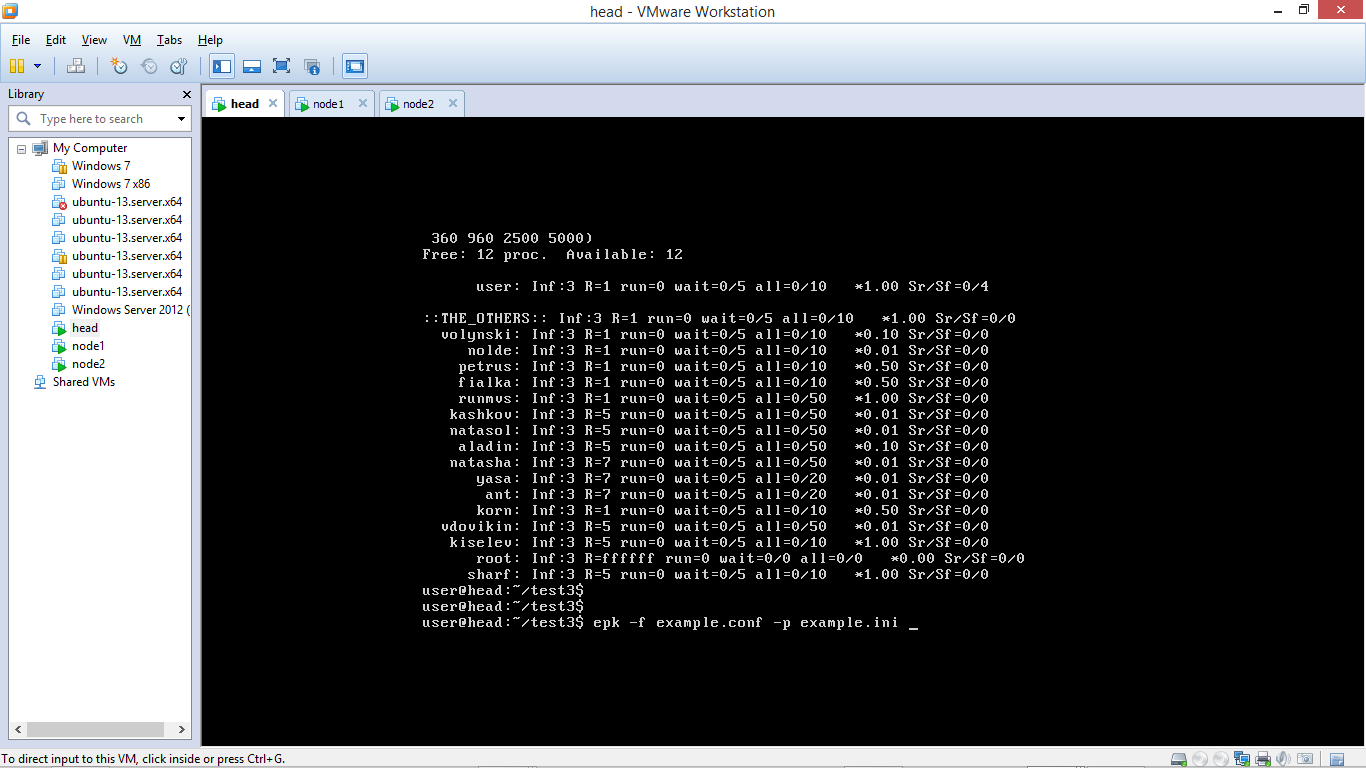 head - VMware Workstation
File Edit View VM Tabs Help
Library
Type here to search
My Computer
Windows 7
Windows 7 x86
ubuntu-13.server.x64
ubuntu-13.server.x64
ubuntu-13.server.x64
ubuntu-13.server.x64
ubuntu-13.server.x64
ubuntu-13.server.x64
Windows Server 2012 (
head
node1
node2
Shared VMs
head node1 node2
360 960 2500 5000)
Free: 12 proc.  Available: 12
user: Inf:3 R=1 run=0 wait=0/5 all=0/10   *1.00 Sr/Sf=0/4
::THE_OTHERS:: Inf:3 R=1 run=0 wait=0/5 all=0/10   *1.00 Sr/Sf=0/0
volynski: Inf:3 R=1 run=0 wait=0/5 all=0/10   *0.10 Sr/Sf=0/0
nolde: Inf:3 R=1 run=0 wait=0/5 all=0/10   *0.01 Sr/Sf=0/0
petrus: Inf:3 R=1 run=0 wait=0/5 all=0/10   *0.50 Sr/Sf=0/0
fialka: Inf:3 R=1 run=0 wait=0/5 all=0/10   *0.50 Sr/Sf=0/0
runmvs: Inf:3 R=1 run=0 wait=0/5 all=0/50   *1.00 Sr/Sf=0/0
kashkov: Inf:3 R=5 run=0 wait=0/5 all=0/50   *0.01 Sr/Sf=0/0
natasol: Inf:3 R=5 run=0 wait=0/5 all=0/50   *0.01 Sr/Sf=0/0
aladin: Inf:3 R=5 run=0 wait=0/5 all=0/50   *0.10 Sr/Sf=0/0
natasha: Inf:3 R=7 run=0 wait=0/5 all=0/50   *0.01 Sr/Sf=0/0
yasa: Inf:3 R=7 run=0 wait=0/5 all=0/20   *0.01 Sr/Sf=0/0
ant: Inf:3 R=7 run=0 wait=0/5 all=0/20   *0.01 Sr/Sf=0/0
korn: Inf:3 R=1 run=0 wait=0/5 all=0/10   *0.50 Sr/Sf=0/0
vdovikin: Inf:3 R=5 run=0 wait=0/5 all=0/50   *0.01 Sr/Sf=0/0
kiselev: Inf:3 R=5 run=0 wait=0/5 all=0/10   *1.00 Sr/Sf=0/0
root: Inf:3 R=ffffff run=0 wait=0/0 all=0/0   *0.00 Sr/Sf=0/0
sharf: Inf:3 R=5 run=0 wait=0/5 all=0/10   *1.00 Sr/Sf=0/0
user@head:~/test3$
user@head:~/test3$
user@head:~/test3$ epk -f example.conf -p example.ini _
To direct input to this VM, click inside or press Ctrl+G.